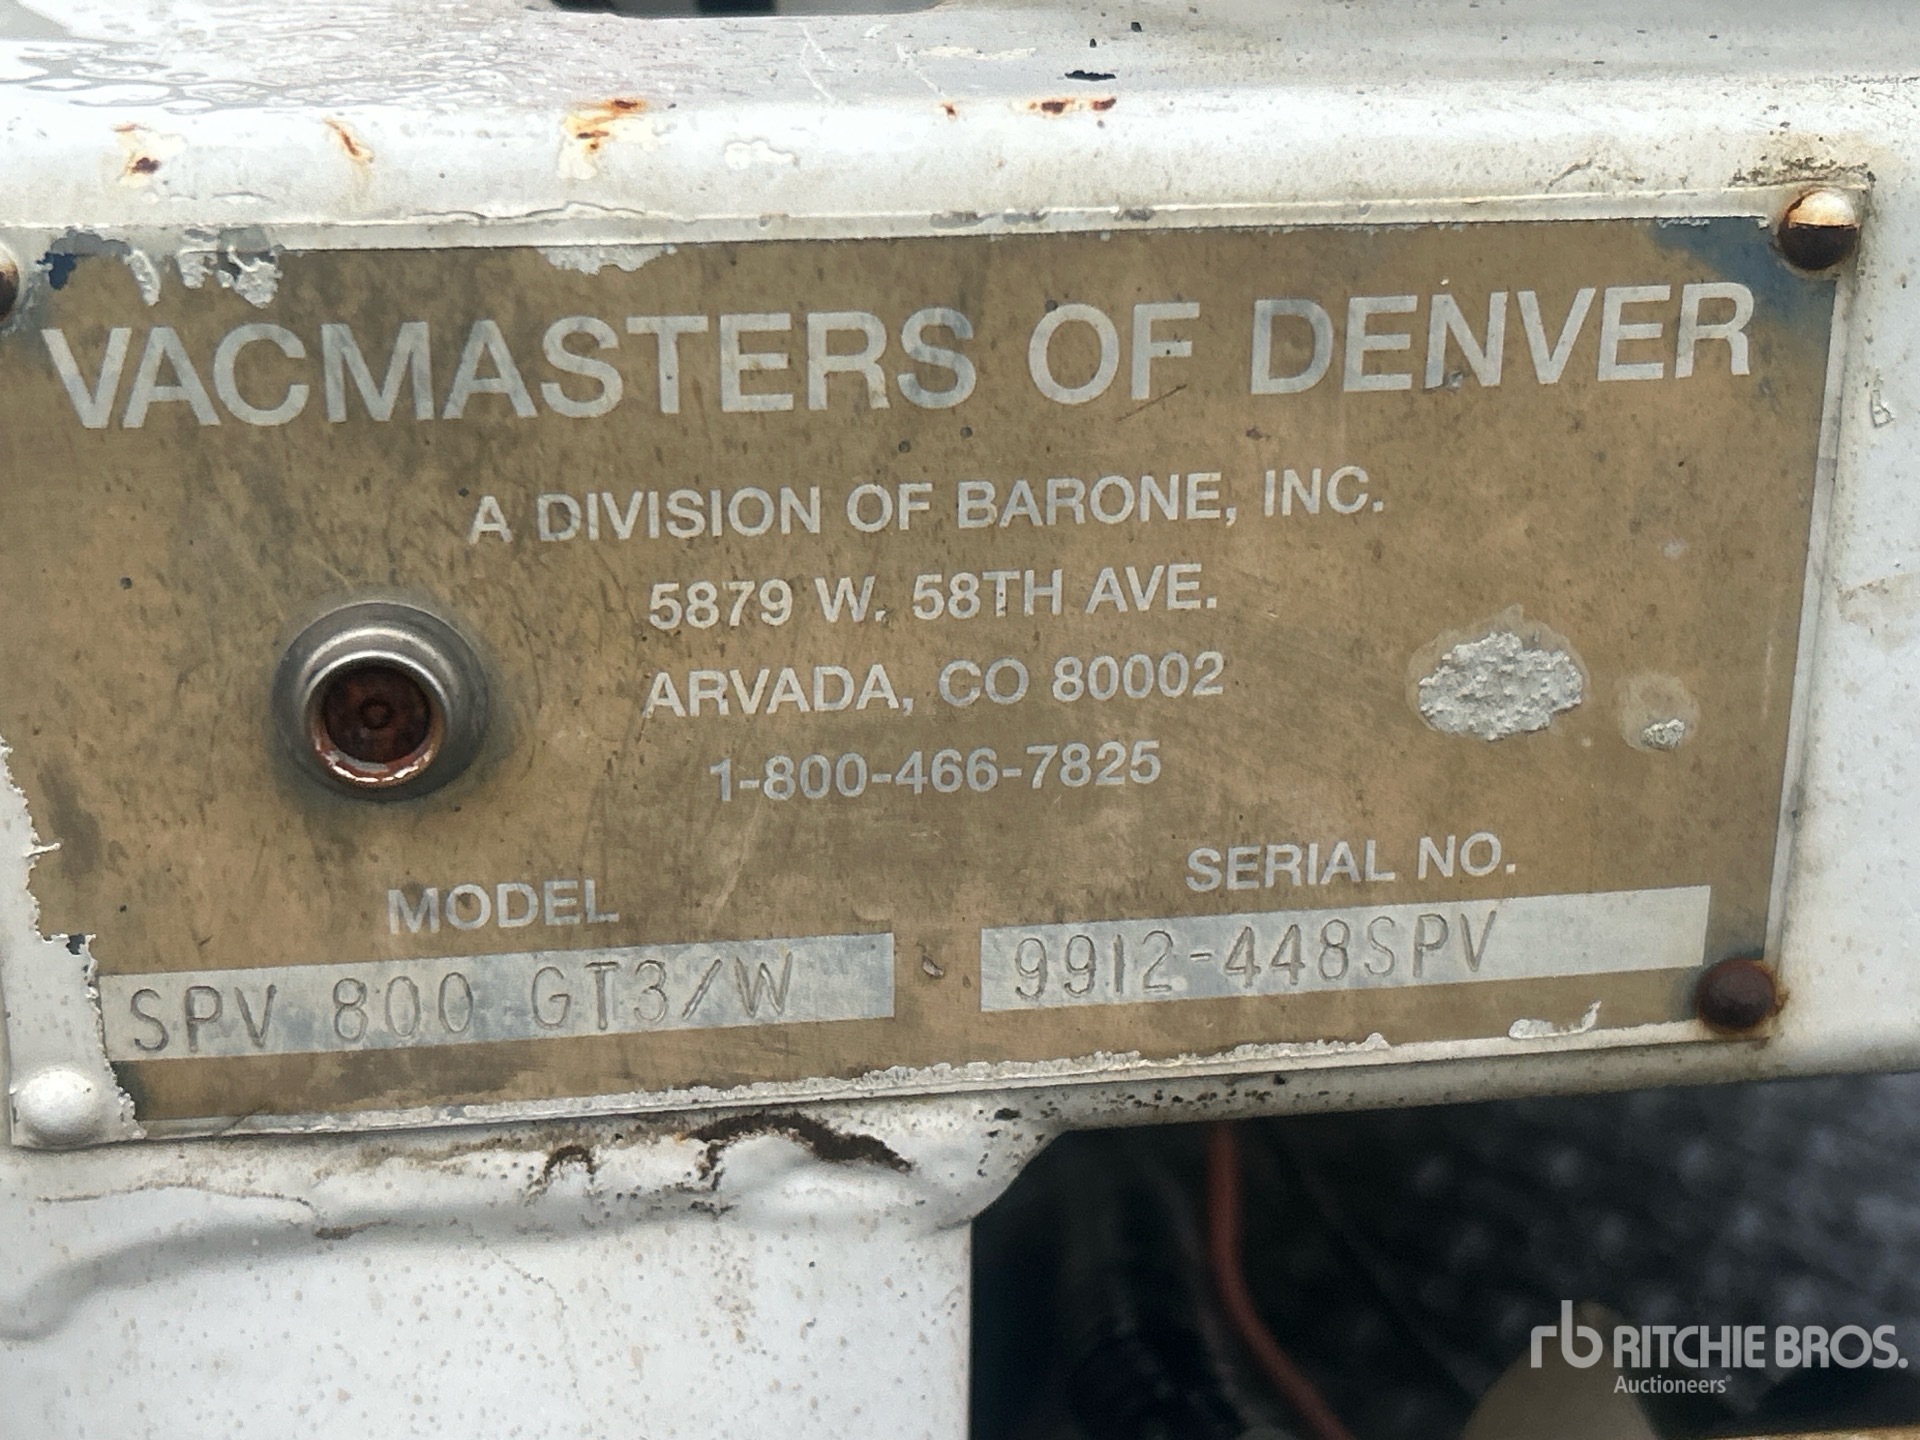 VACMASTERS OF DENVER
A DIVISION OF BARONE, INC.
5879 W. 58TH AVE.
ARVADA, CO 80002
1-800-466-7825
MODEL SERIAL NO.
SPV 800 GT3/W 9912-448SPV
rb RITCHIE BROS.
Auctioneers